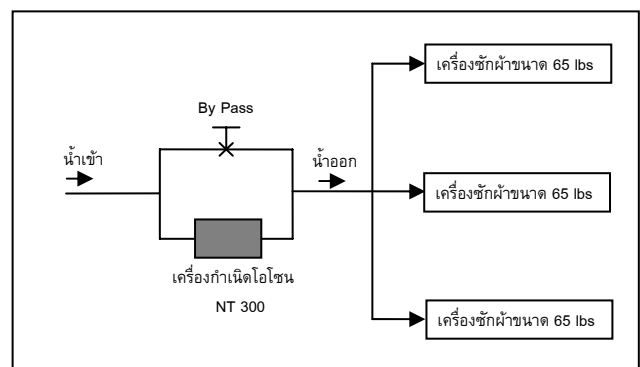 เครื่องซักผ้าขนาด 65 lbs
By Pass
น้ำเข้า
น้ำออก
เครื่องซักผ้าขนาด 65 lbs
เครื่องกำเนิดโอโซน
NT 300
เครื่องซักผ้าขนาด 65 lbs